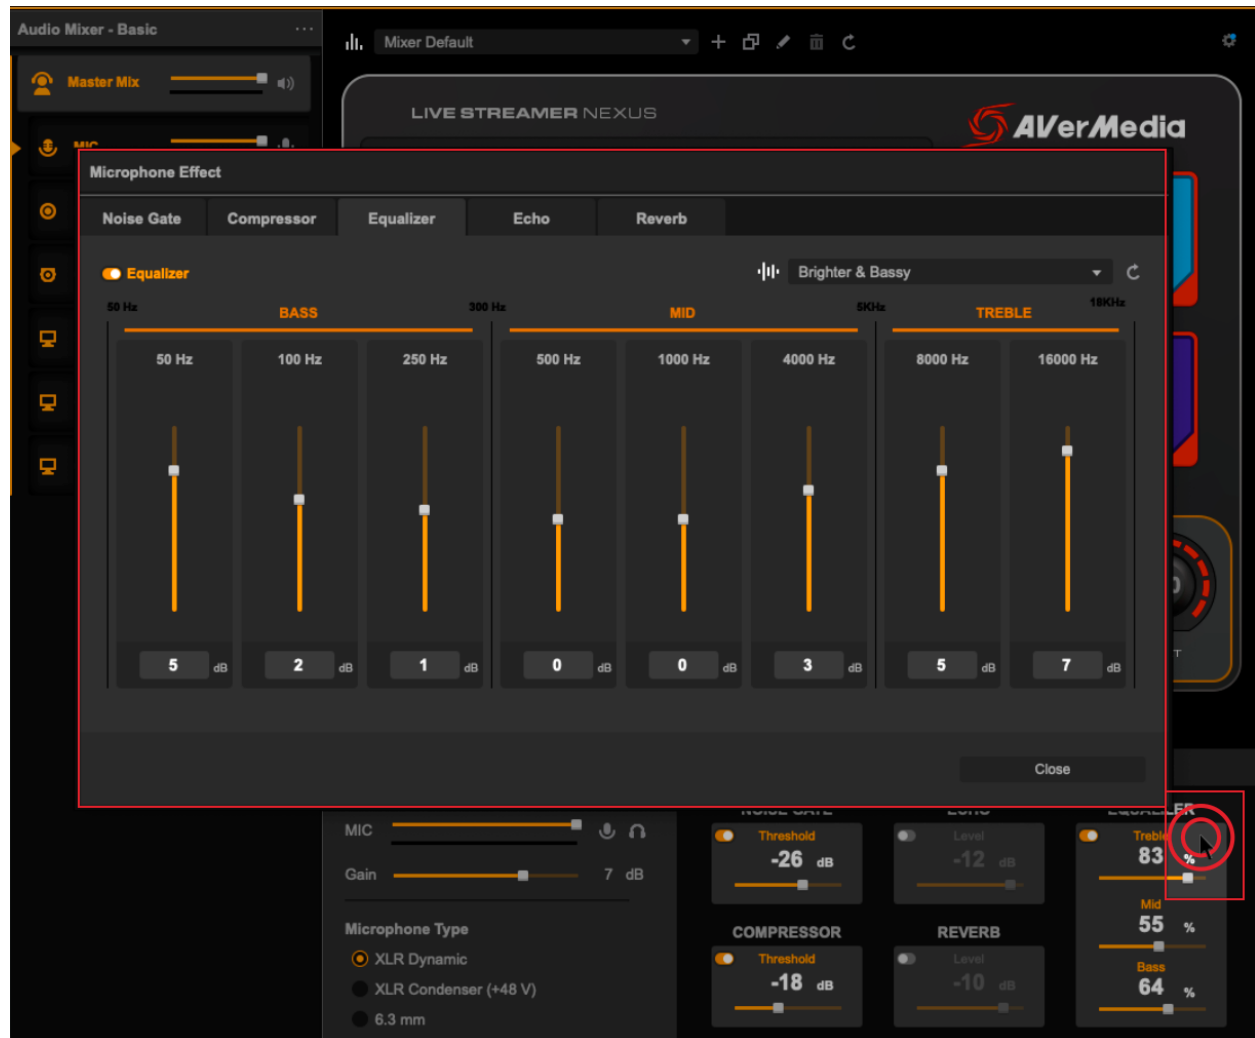 Audio Mixer - Basic
Mixer Default
Master Mix
LIVE STREAMER NEXUS
AVerMedia
MIC
Microphone Effect
Noise Gate Compressor Equalizer Echo Reverb
Equalizer
Brighter & Bassy
50 Hz BASS 300 Hz MID 5KHz TREBLE 18KHz
50 Hz 100 Hz 250 Hz 500 Hz 1000 Hz 4000 Hz 8000 Hz 16000 Hz
5 dB 2 dB 1 dB 0 dB 0 dB 3 dB 5 dB 7 dB
Close
NOISE GATE ECHO EQUALIZER
MIC
Threshold
-26 dB
Level
-12 dB
Treble
83 %
Gain 7 dB
Mid
55 %
Microphone Type
COMPRESSOR REVERB
XLR Dynamic
Threshold
-18 dB
Level
-10 dB
Bass
64 %
XLR Condenser (+48 V)
6.3 mm